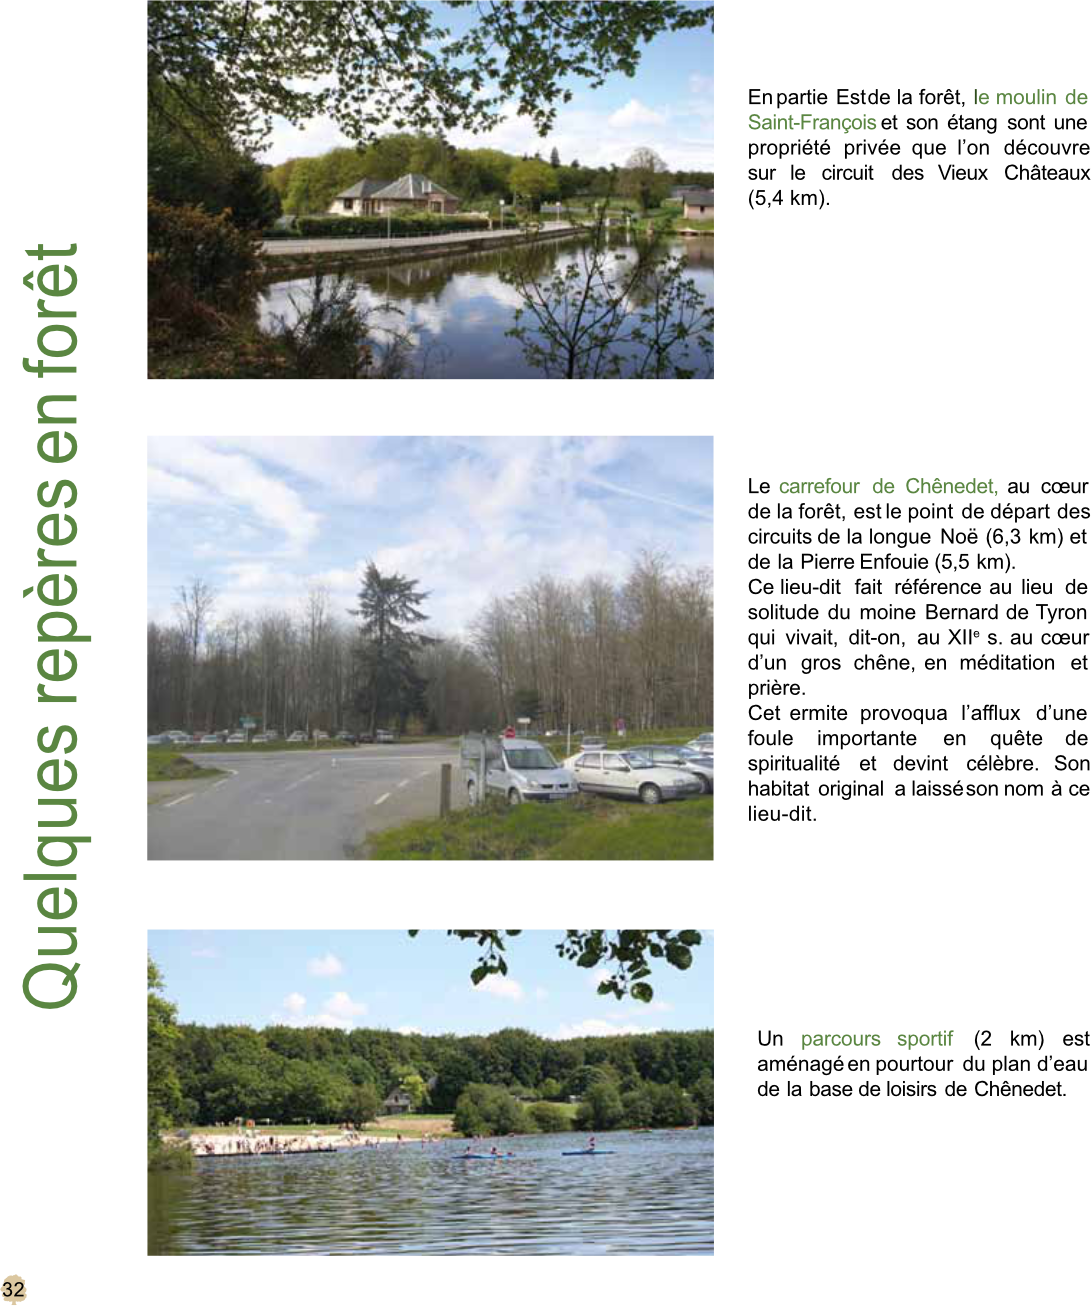 Quelques repères en forêt
En partie Est de la forêt, le moulin de
Saint-François et son étang sont une
propriété privée que l’on découvre
sur le circuit des Vieux Châteaux
(5,4 km).
Le carrefour de Chênedet, au cœur
de la forêt, est le point de départ des
circuits de la longue Noë (6,3 km) et
de la Pierre Enfouie (5,5 km).
Ce lieu-dit fait référence au lieu de
solitude du moine Bernard de Tyron
qui vivait, dit-on, au XIIe s. au cœur
d’un gros chêne, en méditation et
prière.
Cet ermite provoqua l’afflux d’une
foule importante en quête de
spiritualité et devint célèbre. Son
habitat original a laissé son nom à ce
lieu-dit.
Un parcours sportif (2 km) est
aménagé en pourtour du plan d’eau
de la base de loisirs de Chênedet.
32